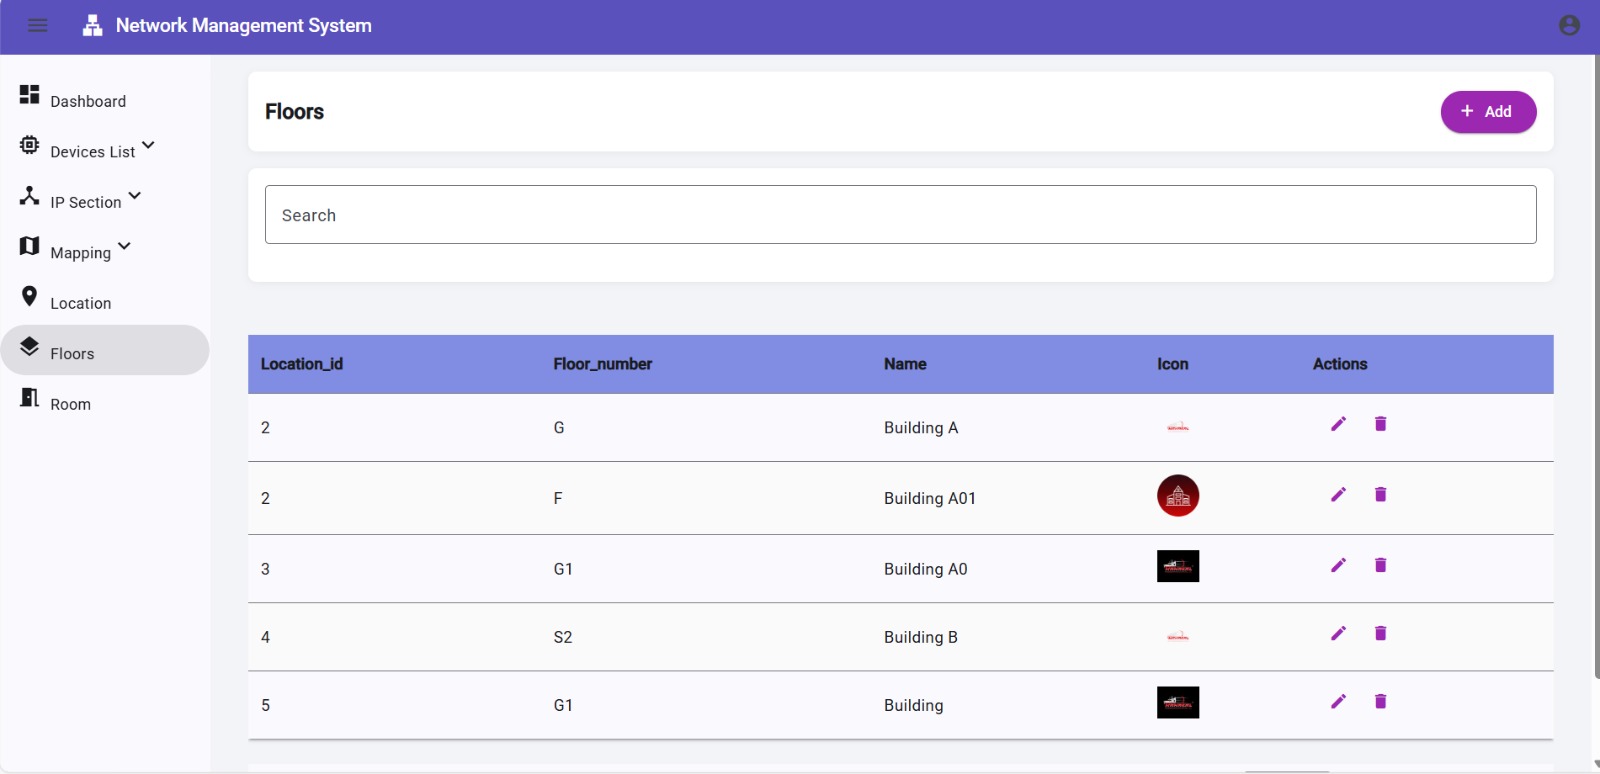 Network Management System
Dashboard
Devices List
IP Section
Mapping
Location
Floors
Room
Floors
+ Add
Search
Location_id Floor_number Name Icon Actions
2 G Building A
2 F Building A01
3 G1 Building A0
4 S2 Building B
5 G1 Building